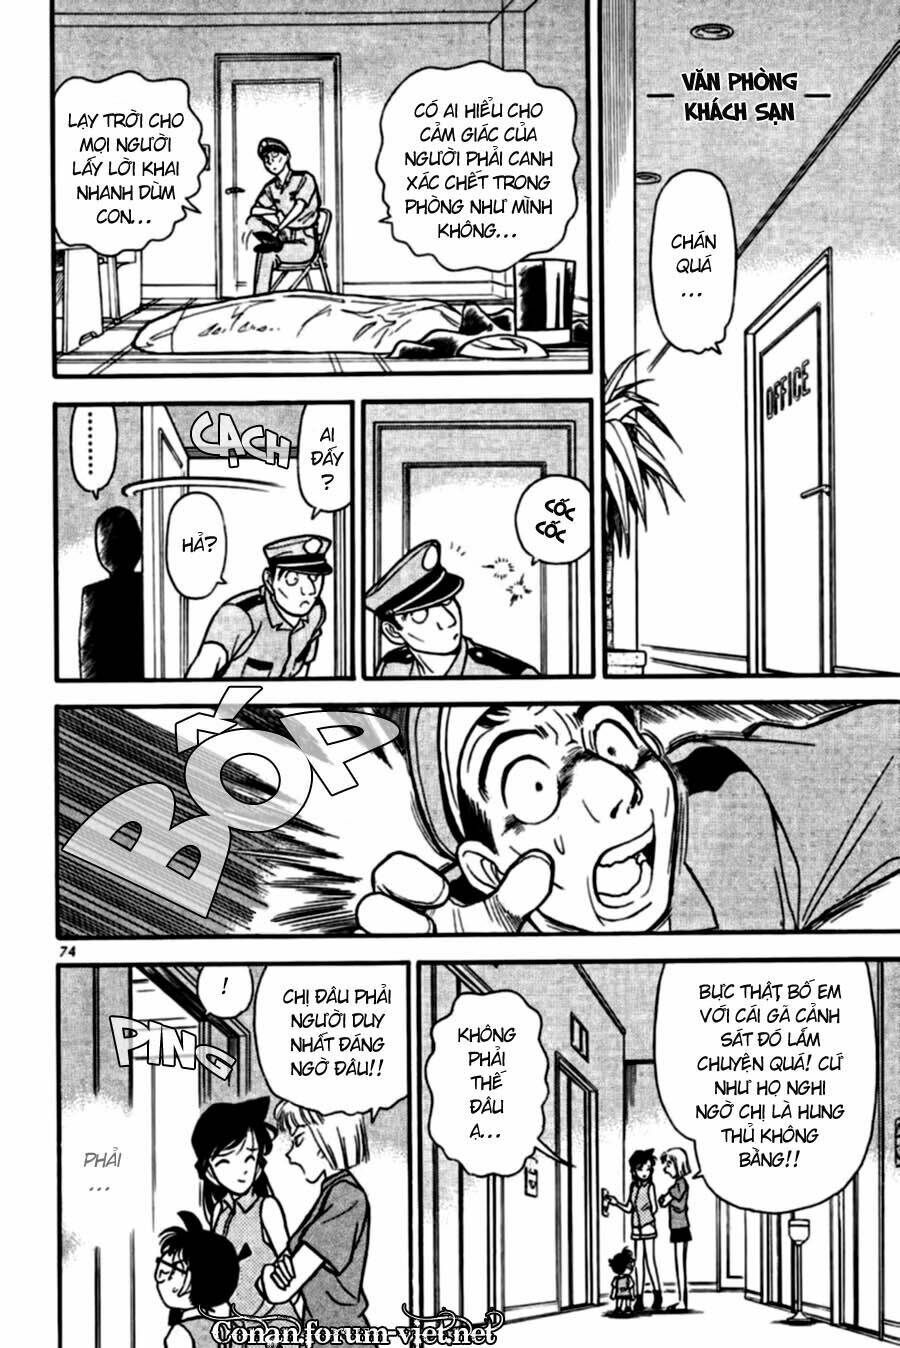 VĂN PHÒNG
KHÁCH SẠN
CHÁN
QUÁ
...
OFFICE
CÓ AI HIỂU CHO
CẢM GIÁC CỦA
NGƯỜI PHẢI CANH
XÁC CHẾT TRONG
PHÒNG NHƯ MÌNH
KHÔNG...
LẠY TRỜI CHO
MỌI NGƯỜI
LẤY LỜI KHAI
NHANH DÙM
CON...
CỐC
CỐC
AI
ĐẤY
?
CẠCH
HẢ?
.........
BỐP
74
BỰC THẬT, BỐ EM
VỚI CÁI GÃ CẢNH
SÁT ĐÓ LẮM
CHUYỆN QUÁ! CỨ
NHƯ HỌ NGHI
NGỜ CHỊ LÀ HUNG
THỦ KHÔNG
BẰNG!!
KHÔNG
PHẢI
THẾ
ĐÂU
Ạ...
CHỊ ĐÂU PHẢI
NGƯỜI DUY
NHẤT ĐÁNG
NGỜ ĐÂU!!
!
PING
PHẢI
...
Conan.forum-viet.net